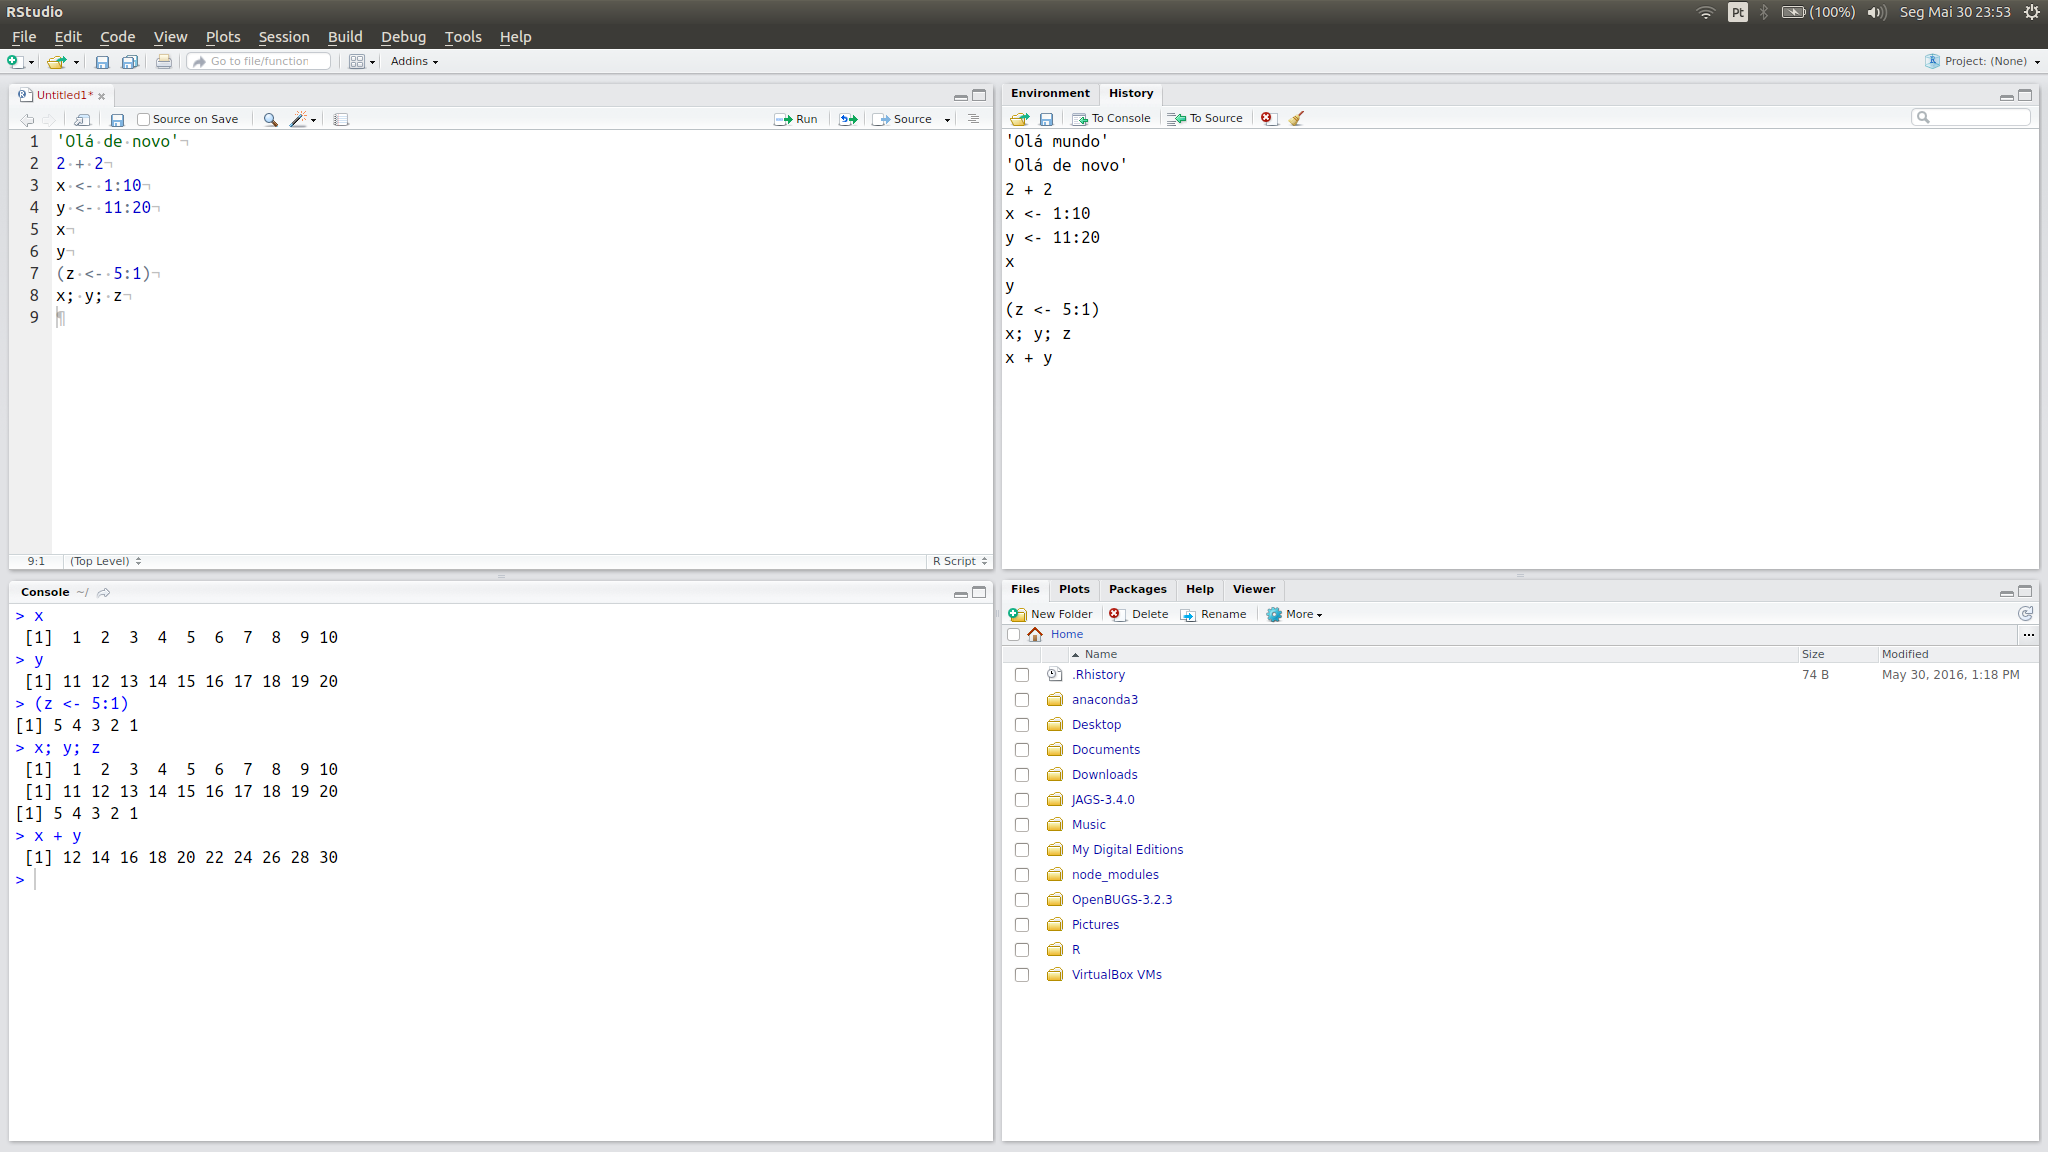 RStudio
Pt (100%) Seg Mai 30 23:53
File Edit Code View Plots Session Build Debug Tools Help
Go to file/function Addins Project: (None)
Untitled1*
Source on Save Run Source
1 'Olá de novo'
2 2 + 2
3 x <- 1:10
4 y <- 11:20
5 x
6 y
7 (z <- 5:1)
8 x; y; z
9
9:1 (Top Level) R Script
Console ~/
> x
[1] 1 2 3 4 5 6 7 8 9 10
> y
[1] 11 12 13 14 15 16 17 18 19 20
> (z <- 5:1)
[1] 5 4 3 2 1
> x; y; z
[1] 1 2 3 4 5 6 7 8 9 10
[1] 11 12 13 14 15 16 17 18 19 20
[1] 5 4 3 2 1
> x + y
[1] 12 14 16 18 20 22 24 26 28 30
>
Environment History
To Console To Source
'Olá mundo'
'Olá de novo'
2 + 2
x <- 1:10
y <- 11:20
x
y
(z <- 5:1)
x; y; z
x + y
Files Plots Packages Help Viewer
New Folder Delete Rename More
Home ...
Name Size Modified
.Rhistory 74 B May 30, 2016, 1:18 PM
anaconda3
Desktop
Documents
Downloads
JAGS-3.4.0
Music
My Digital Editions
node_modules
OpenBUGS-3.2.3
Pictures
R
VirtualBox VMs